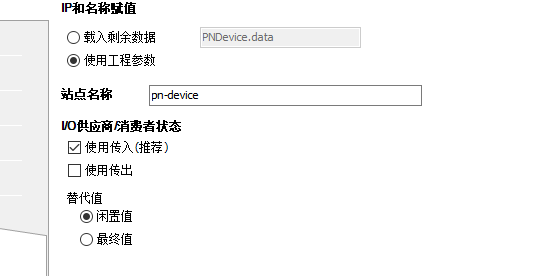 IP和名称赋值
载入剩余数据 PNDevice.data
使用工程参数
站点名称 pn-device
I/O供应商/消费者状态
使用传入(推荐)
使用传出
替代值
闲置值
最终值